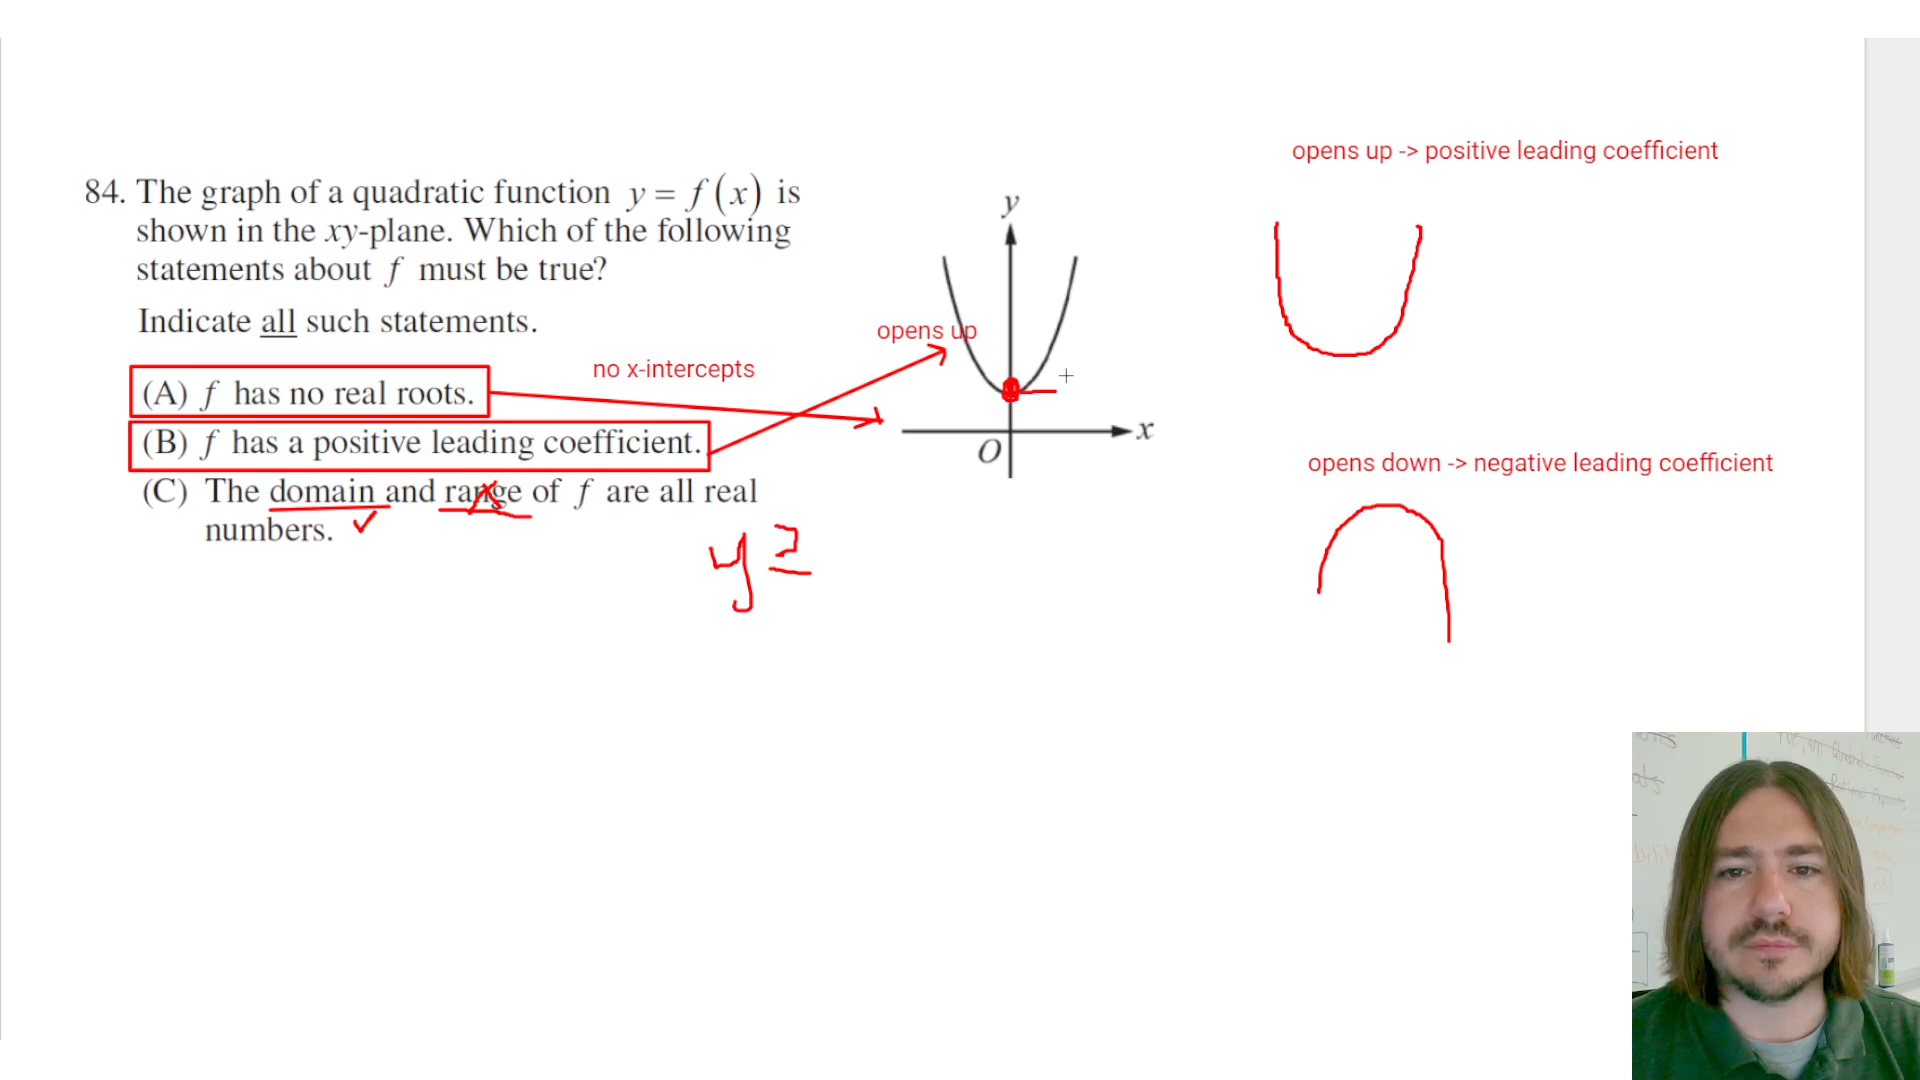 opens up -> positive leading coefficient
84. The graph of a quadratic function y = f(x) is
shown in the xy-plane. Which of the following
statements about f must be true?
Indicate all such statements.
(A) f has no real roots.
(B) f has a positive leading coefficient.
(C) The domain and range of f are all real
numbers.
no x-intercepts
opens up
y
x
O
y ≥
opens down -> negative leading coefficient